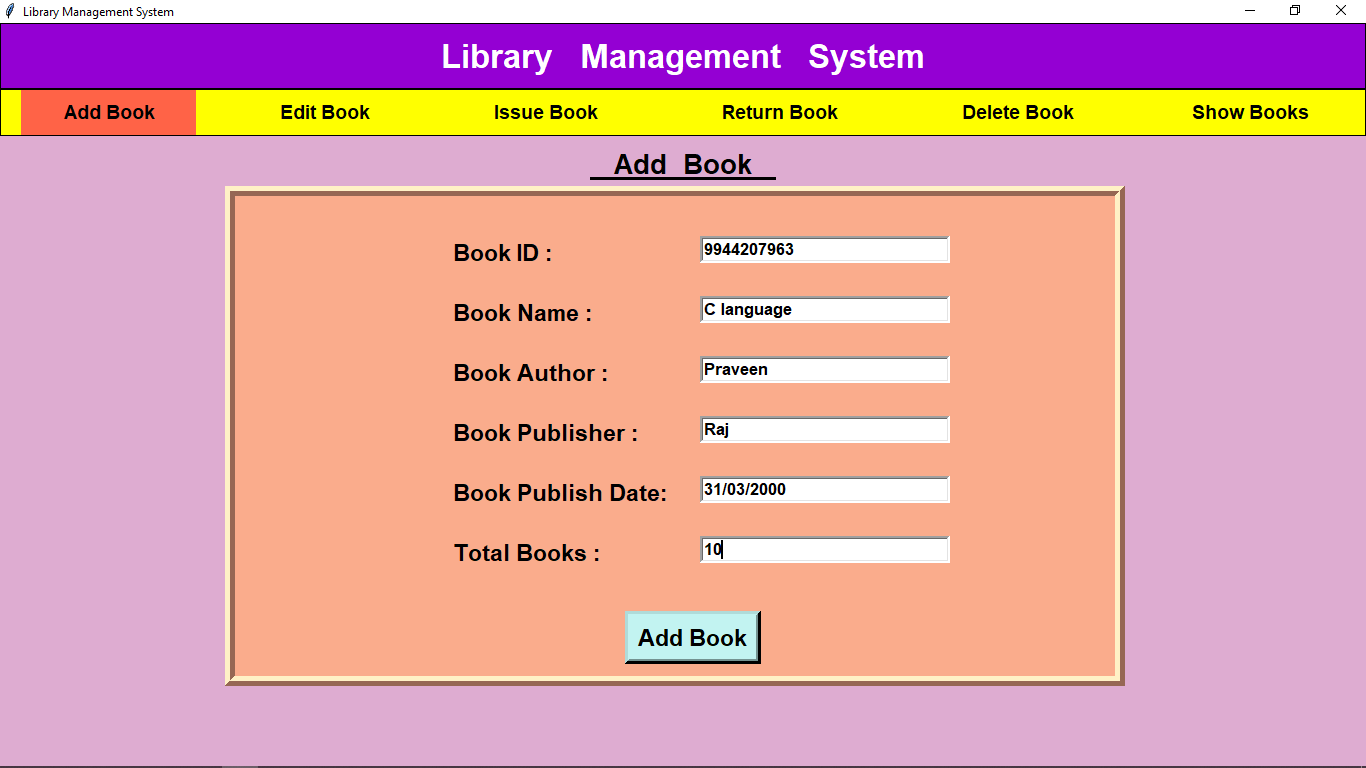 Library Management System
Library Management System
Add Book Edit Book Issue Book Return Book Delete Book Show Books
Add Book
Book ID : 9944207963
Book Name : C language
Book Author : Praveen
Book Publisher : Raj
Book Publish Date: 31/03/2000
Total Books : 10
Add Book